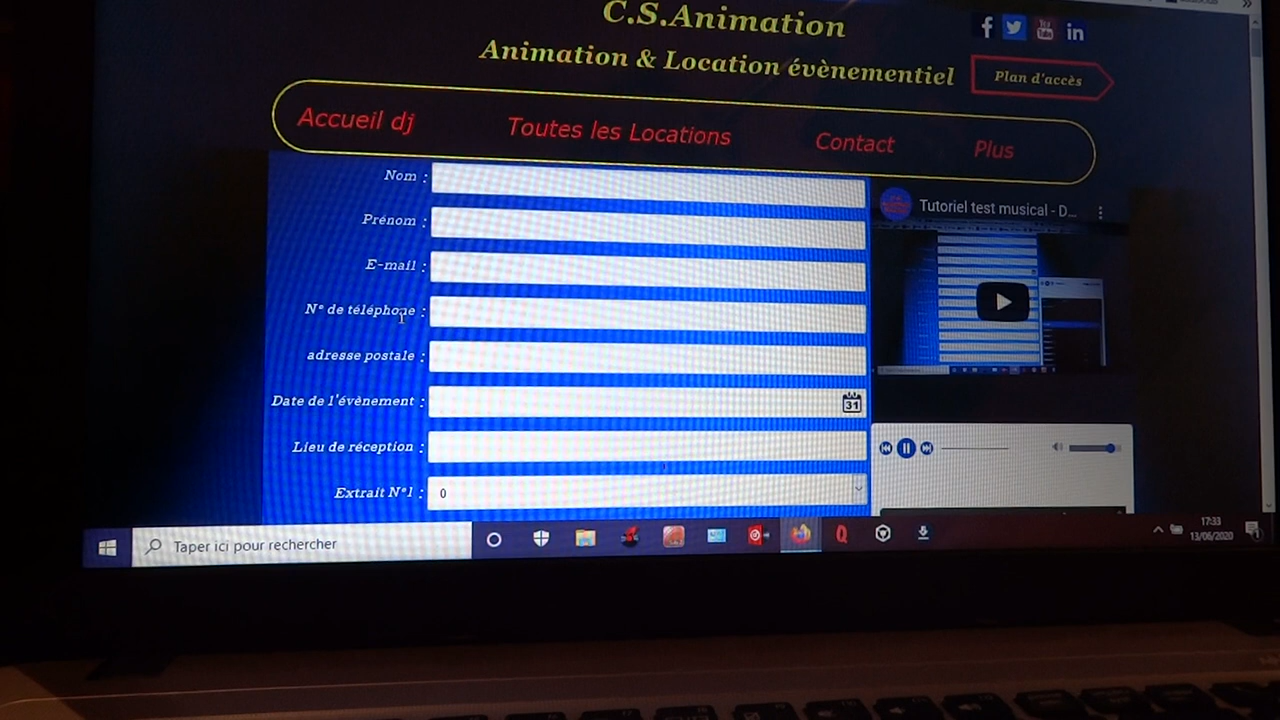 C.S.Animation
Animation & Location évènementiel
Plan d'accès
Accueil dj
Toutes les Locations
Contact
Plus
Nom :
Prénom :
E-mail :
N° de téléphone :
adresse postale :
Date de l'évènement :
31
Lieu de réception :
Extrait N°1 :
0
Tutoriel test musical - D...
Taper ici pour rechercher
17:33
13/06/2020